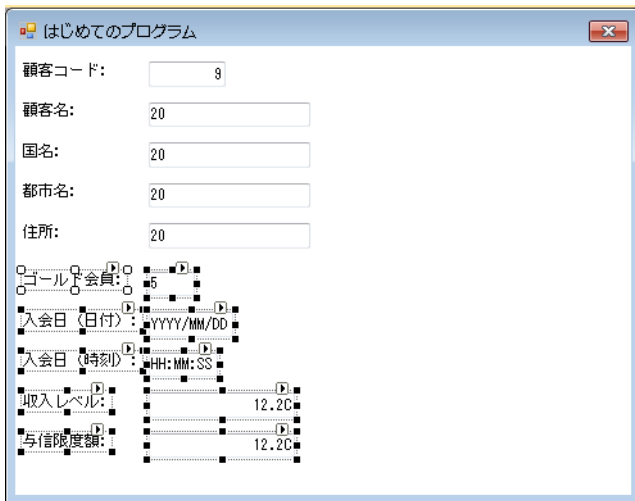 はじめてのプログラム
顧客コード: 9
顧客名: 20
国名: 20
都市名: 20
住所: 20
ゴールド会員: 5
入会日（日付）: YYYY/MM/DD
入会日（時刻）: HH:MM:SS
収入レベル: 12.2C
与信限度額: 12.2C